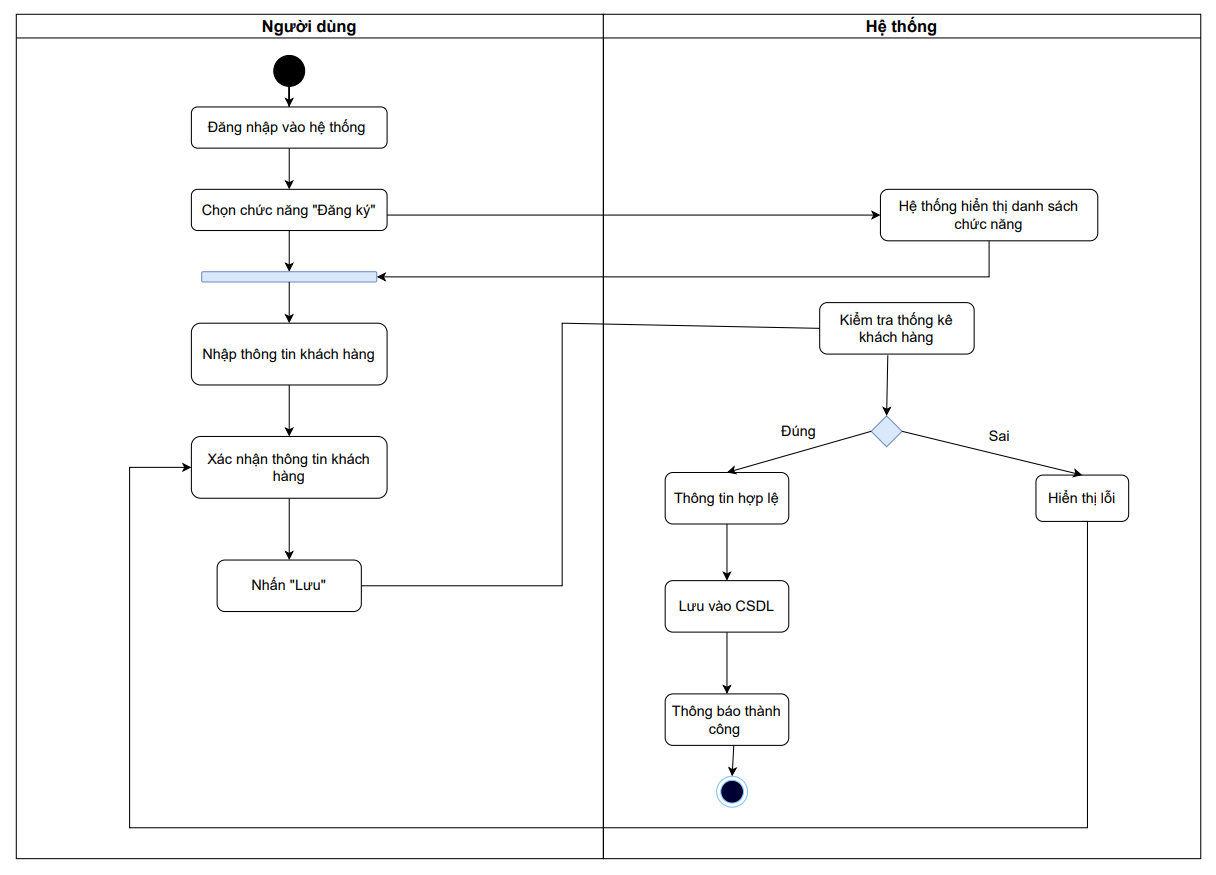 Người dùng
Hệ thống
Đăng nhập vào hệ thống
Chọn chức năng "Đăng ký"
Hệ thống hiển thị danh sách
chức năng
Nhập thông tin khách hàng
Kiểm tra thống kê
khách hàng
Xác nhận thông tin khách
hàng
Đúng
Sai
Thông tin hợp lệ
Hiển thị lỗi
Nhấn "Lưu"
Lưu vào CSDL
Thông báo thành
công